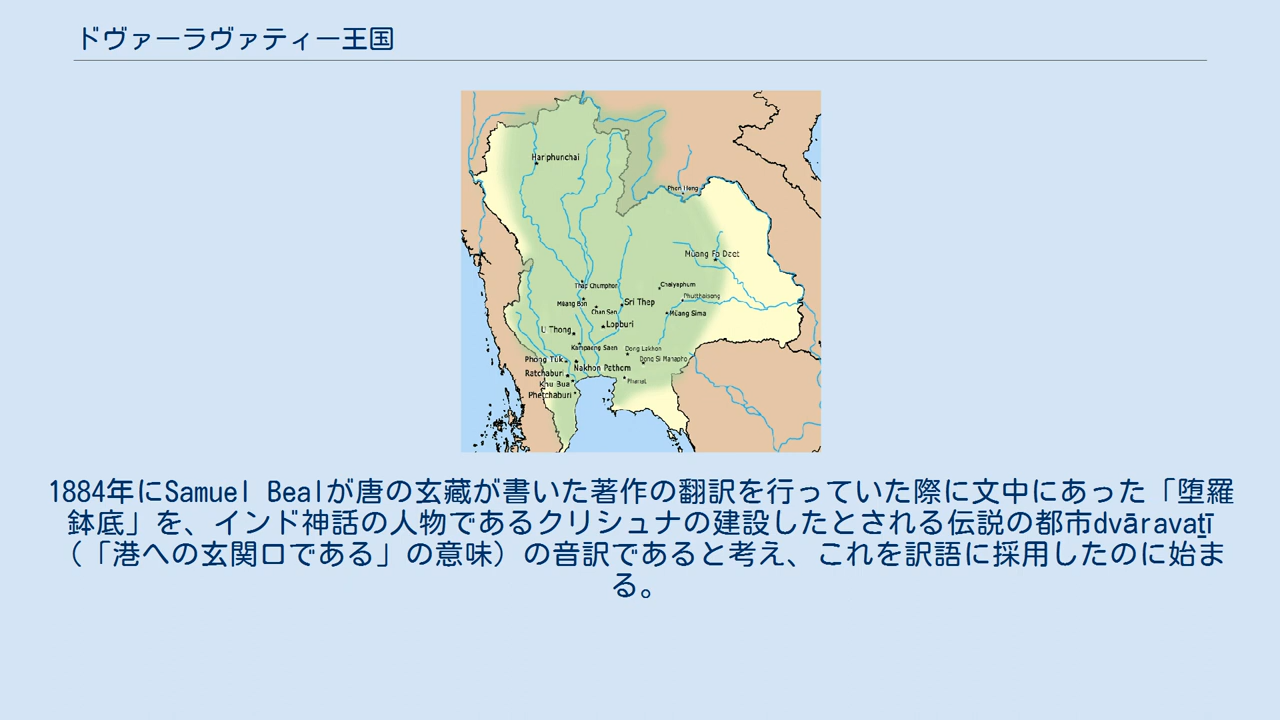 ドヴァーラヴァティー王国
Hariphunchai
Phon Hong
Müang Fa Daet
Thap Chumphon
Chaiyaphum
Phutthaisong
Müang Bon
Sri Thep
Chan Sen
Müang Sima
U Thong
Lopburi
Kampaeng Saen
Dong Lakhon
Phong Tuk
Dong Si Mahapho
Nakhon Pathom
Ratchaburi
Khu Bua
Phanat
Phetchaburi
1884年にSamuel Bealが唐の玄蔵が書いた著作の翻訳を行っていた際に文中にあった「堕羅
鉢底」を、インド神話の人物であるクリシュナの建設したとされる伝説の都市dvāravaṯī
（「港への玄関口である」の意味）の音訳であると考え、これを訳語に採用したのに始ま
る。